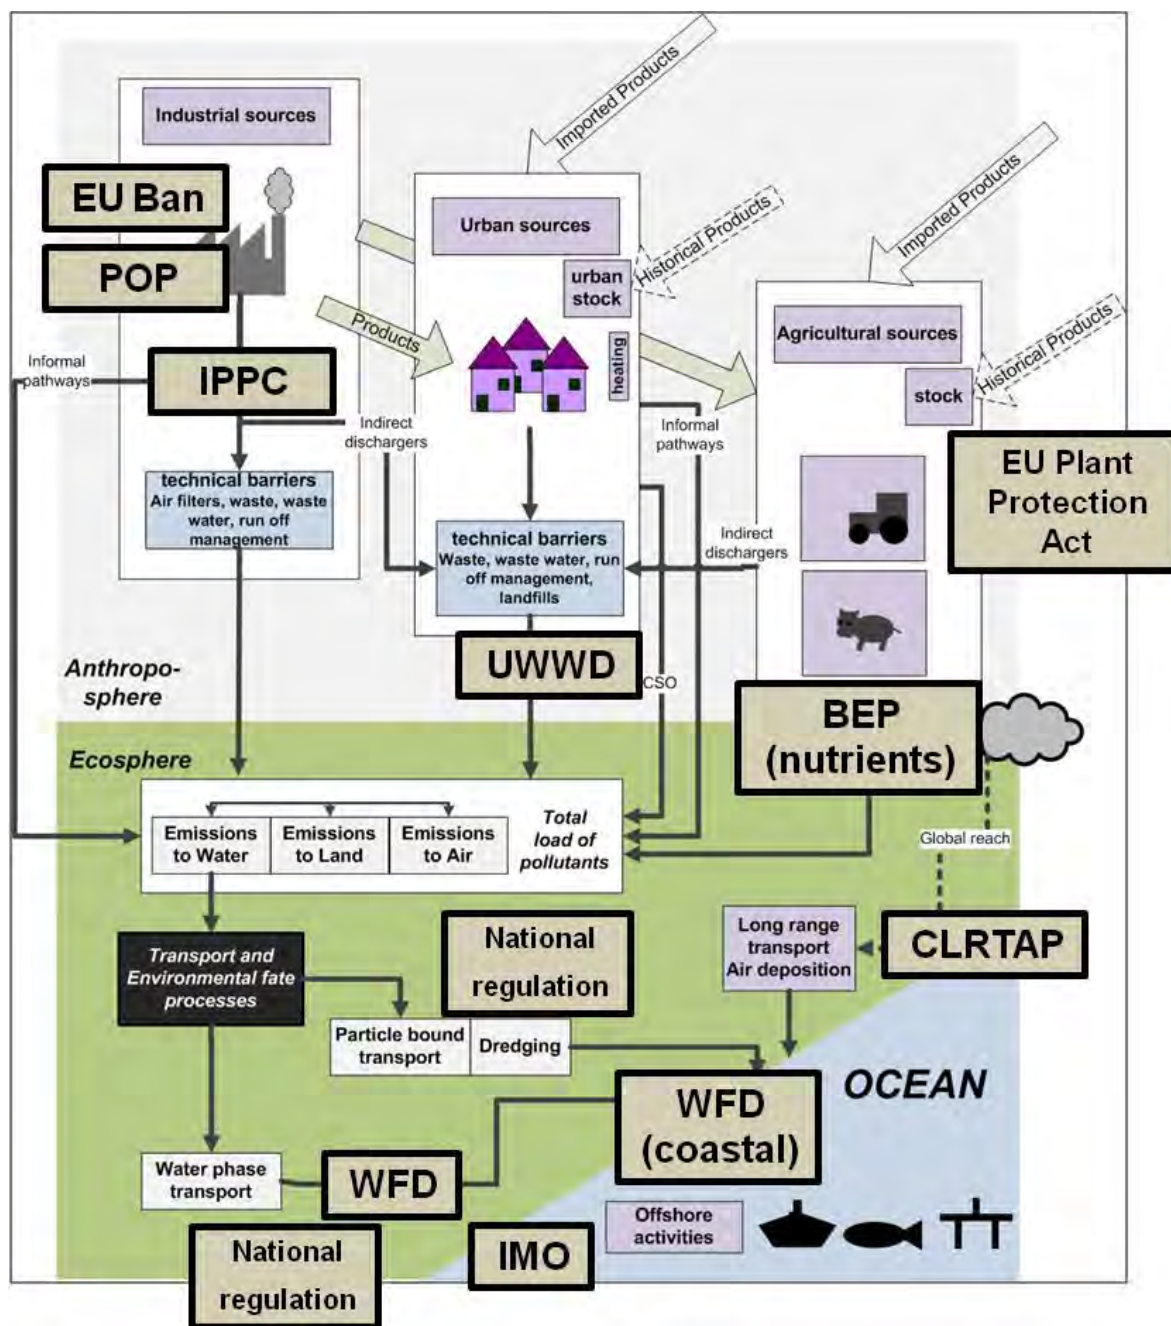 Imported Products
Industrial sources
Imported Products
EU Ban
Urban sources
Historical Products
POP
urban
stock
Products
Agricultural sources
Historical Products
Informal
pathways
IPPC
heating
stock
Indirect
dischargers
Informal
pathways
EU Plant
Protection
Act
technical barriers
Air filters, waste, waste
water, run off
management
technical barriers
Waste, waste water, run
off management,
landfills
Indirect
dischargers
UWWD
CSO
Anthropo-
sphere
BEP
(nutrients)
Ecosphere
Emissions
to Water
Emissions
to Land
Emissions
to Air
Total
load of
pollutants
Global reach
National
regulation
Long range
transport
Air deposition
CLRTAP
Transport and
Environmental fate
processes
Particle bound
transport
Dredging
OCEAN
WFD
(coastal)
Water phase
transport
WFD
Offshore
activities
National
regulation
IMO